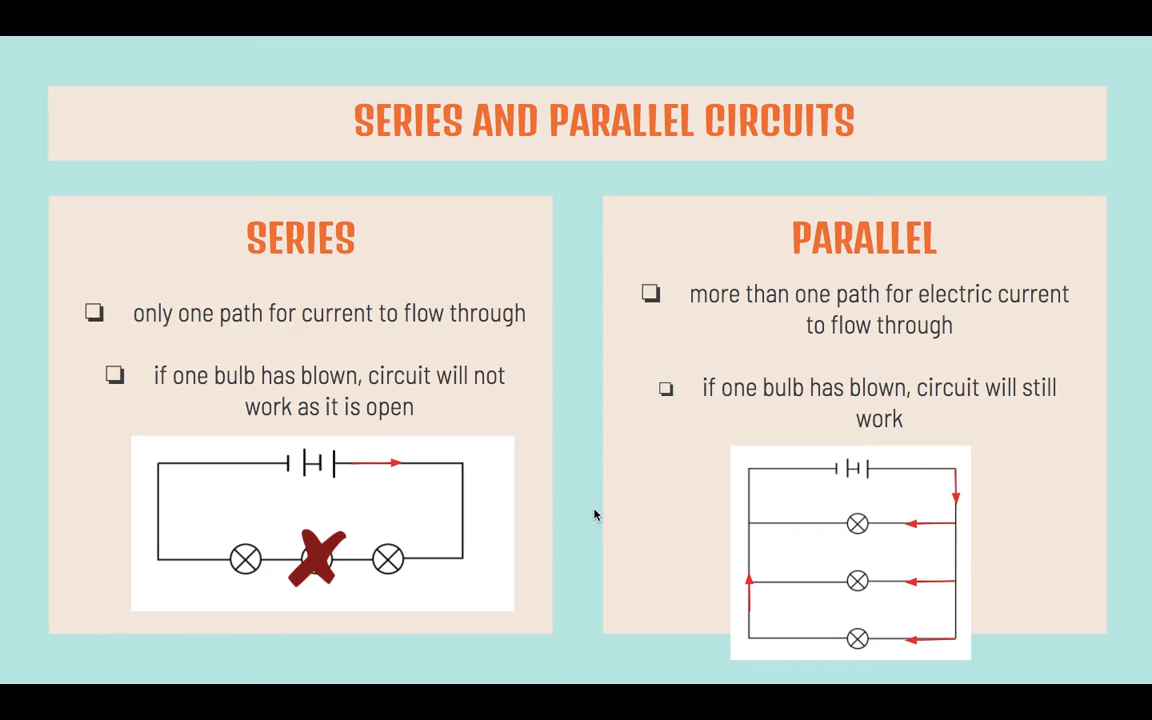 SERIES AND PARALLEL CIRCUITS
SERIES
only one path for current to flow through
if one bulb has blown, circuit will not
work as it is open
PARALLEL
more than one path for electric current
to flow through
if one bulb has blown, circuit will still
work